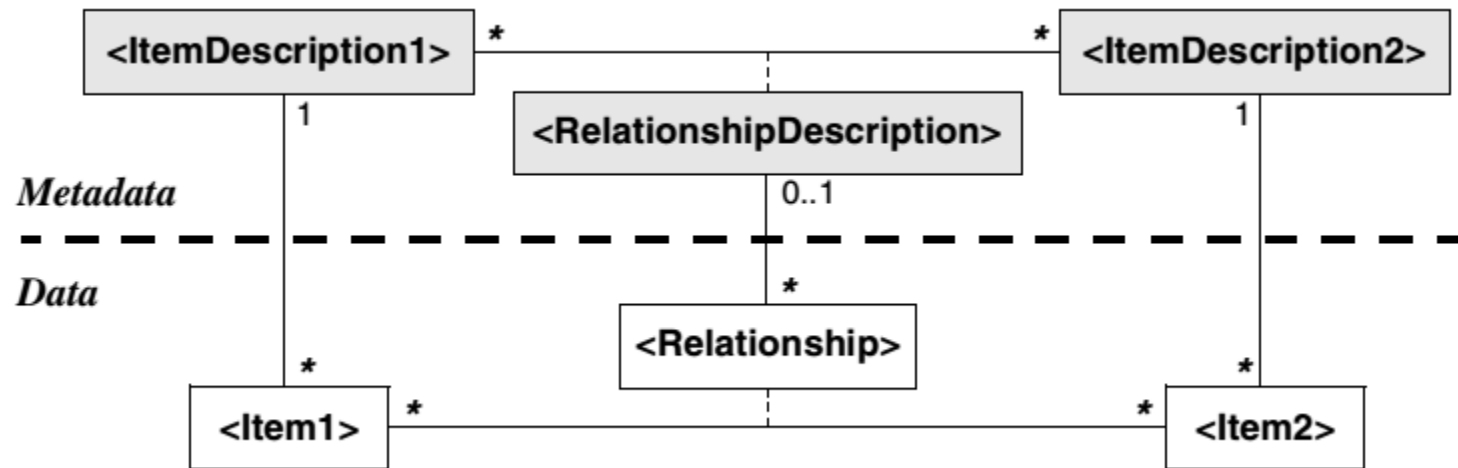 <ItemDescription1> * * <ItemDescription2>
1 1
<RelationshipDescription>
Metadata 0..1
Data *
<Relationship>
* *
<Item1> * * <Item2>